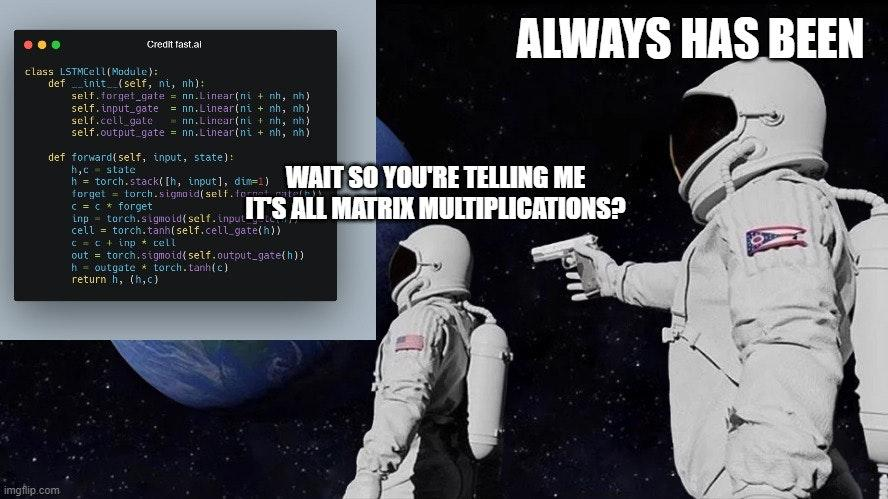 ALWAYS HAS BEEN
Credit fast.ai
class LSTMCell(Module):
def __init__(self, ni, nh):
self.forget_gate = nn.Linear(ni + nh, nh)
self.input_gate = nn.Linear(ni + nh, nh)
self.cell_gate = nn.Linear(ni + nh, nh)
self.output_gate = nn.Linear(ni + nh, nh)
def forward(self, input, state):
h,c = state
h = torch.stack([h, input], dim=1)
forget = torch.sigmoid(self.forget_gate(h))
c = c * forget
inp = torch.sigmoid(self.input_gate(h))
cell = torch.tanh(self.cell_gate(h))
c = c + inp * cell
out = torch.sigmoid(self.output_gate(h))
h = outgate * torch.tanh(c)
return h, (h,c)
WAIT SO YOU'RE TELLING ME
IT'S ALL MATRIX MULTIPLICATIONS?
imgflip.com